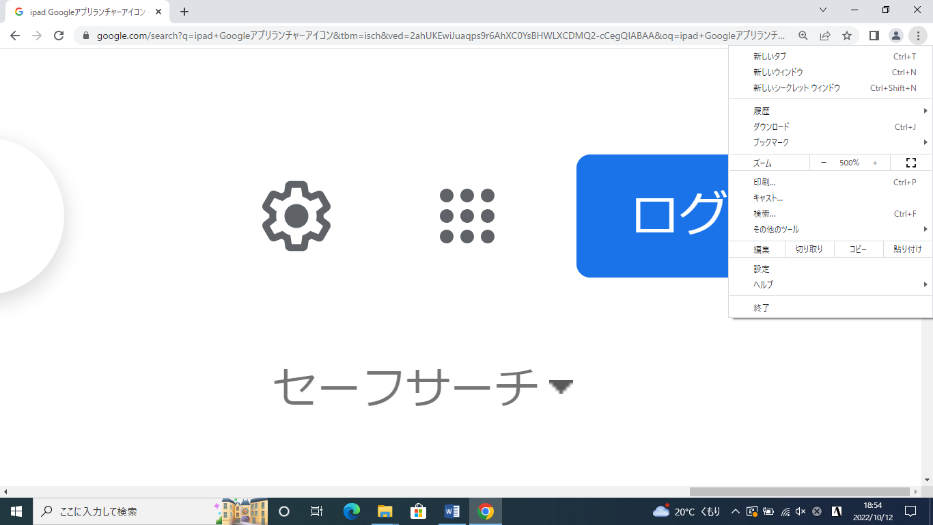 ipad Googleアプリランチャーアイコン
google.com/search?q=ipad+Googleアプリランチャーアイコン&tbm=isch&ved=2ahUKEwiJuaqps9r6AhXC0YsBHWLXCDMQ2-cCegQIABAA&oq=ipad+Googleアプリランチ...
新しいタブ Ctrl+T
新しいウィンドウ Ctrl+N
新しいシークレット ウィンドウ Ctrl+Shift+N
履歴
ダウンロード Ctrl+J
ブックマーク
ズーム − 500% +
印刷... Ctrl+P
キャスト...
検索... Ctrl+F
その他のツール
編集 切り取り コピー 貼り付け
設定
ヘルプ
終了
ログ
セーフサーチ
ここに入力して検索
20°C くもり
A
18:54
2022/10/12